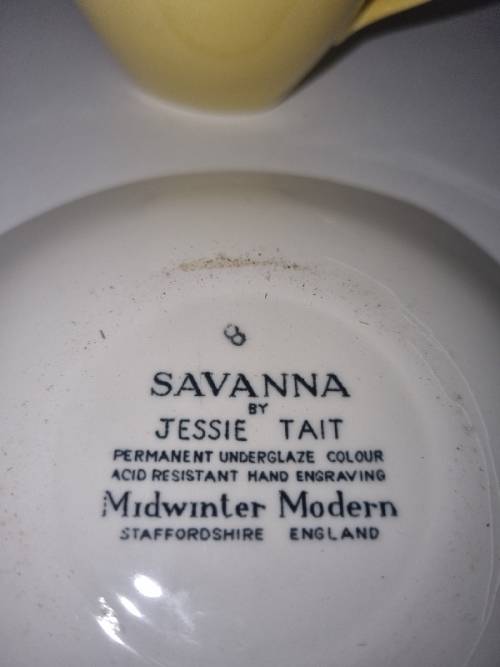 8
SAVANNA
BY
JESSIE TAIT
PERMANENT UNDERGLAZE COLOUR
ACID RESISTANT HAND ENGRAVING
Midwinter Modern
STAFFORDSHIRE ENGLAND